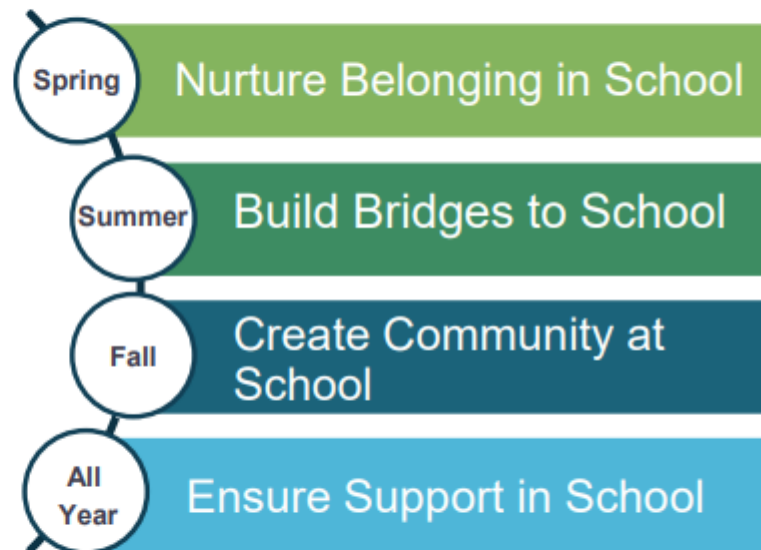 Spring
Nurture Belonging in School
Summer
Build Bridges to School
Fall
Create Community at
School
All
Year
Ensure Support in School